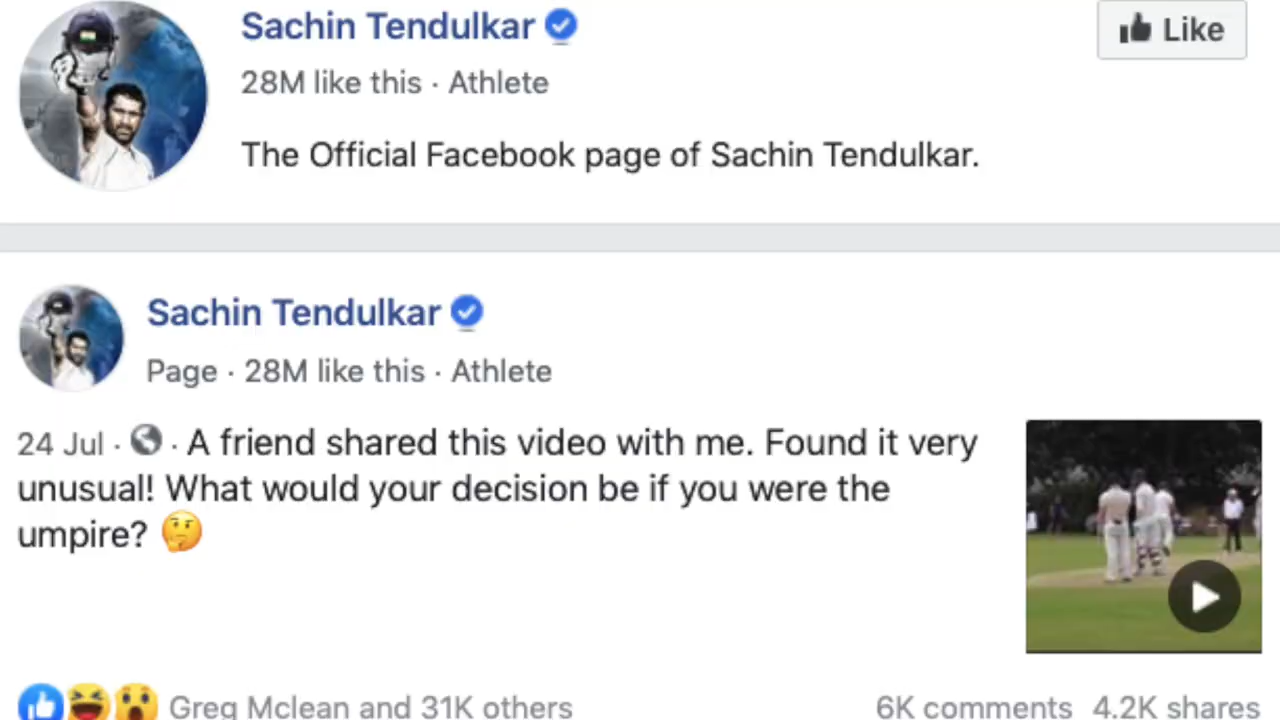 Sachin Tendulkar
Like
28M like this · Athlete
The Official Facebook page of Sachin Tendulkar.
Sachin Tendulkar
Page · 28M like this · Athlete
24 Jul · · A friend shared this video with me. Found it very
unusual! What would your decision be if you were the
umpire? 🤔
Greg Mclean and 31K others
6K comments 4.2K shares